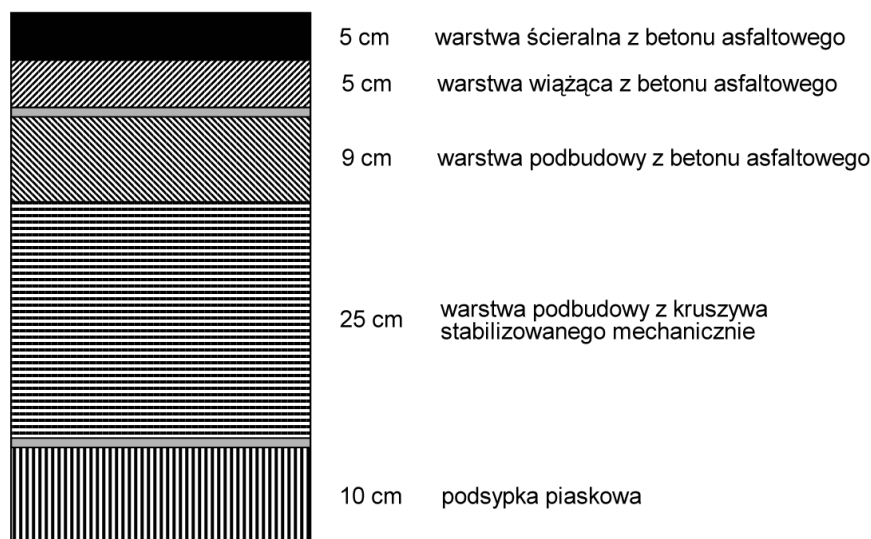 5 cm warstwa ścieralna z betonu asfaltowego
5 cm warstwa wiążąca z betonu asfaltowego
9 cm warstwa podbudowy z betonu asfaltowego
25 cm warstwa podbudowy z kruszywa
stabilizowanego mechanicznie
10 cm podsypka piaskowa